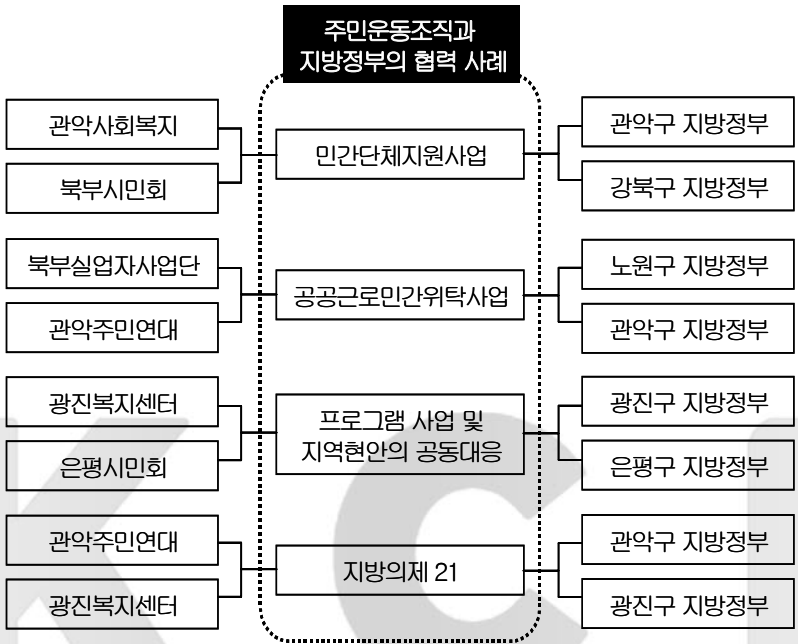 주민운동조직과
지방정부의 협력 사례
관악사회복지
북부시민회
민간단체지원사업
관악구 지방정부
강북구 지방정부
북부실업자사업단
관악주민연대
공공근로민간위탁사업
노원구 지방정부
관악구 지방정부
광진복지센터
은평시민회
프로그램 사업 및
지역현안의 공동대응
광진구 지방정부
은평구 지방정부
관악주민연대
광진복지센터
지방의제 21
관악구 지방정부
광진구 지방정부